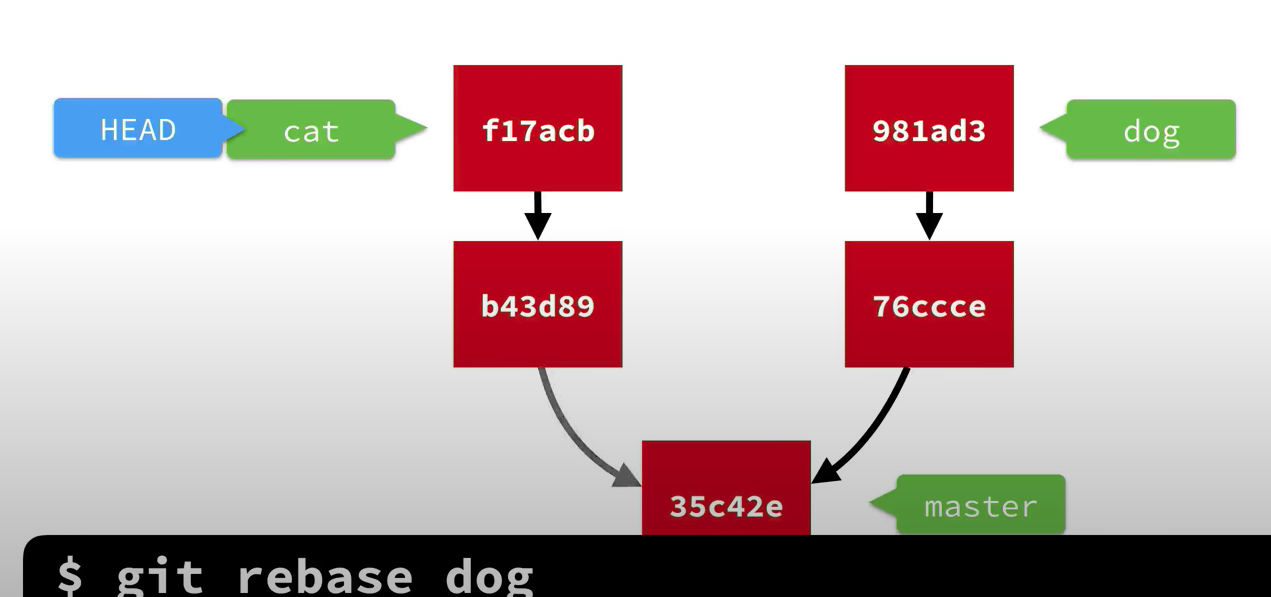 HEAD cat f17acb 981ad3 dog
b43d89 76ccce
35c42e master
$ git rebase dog